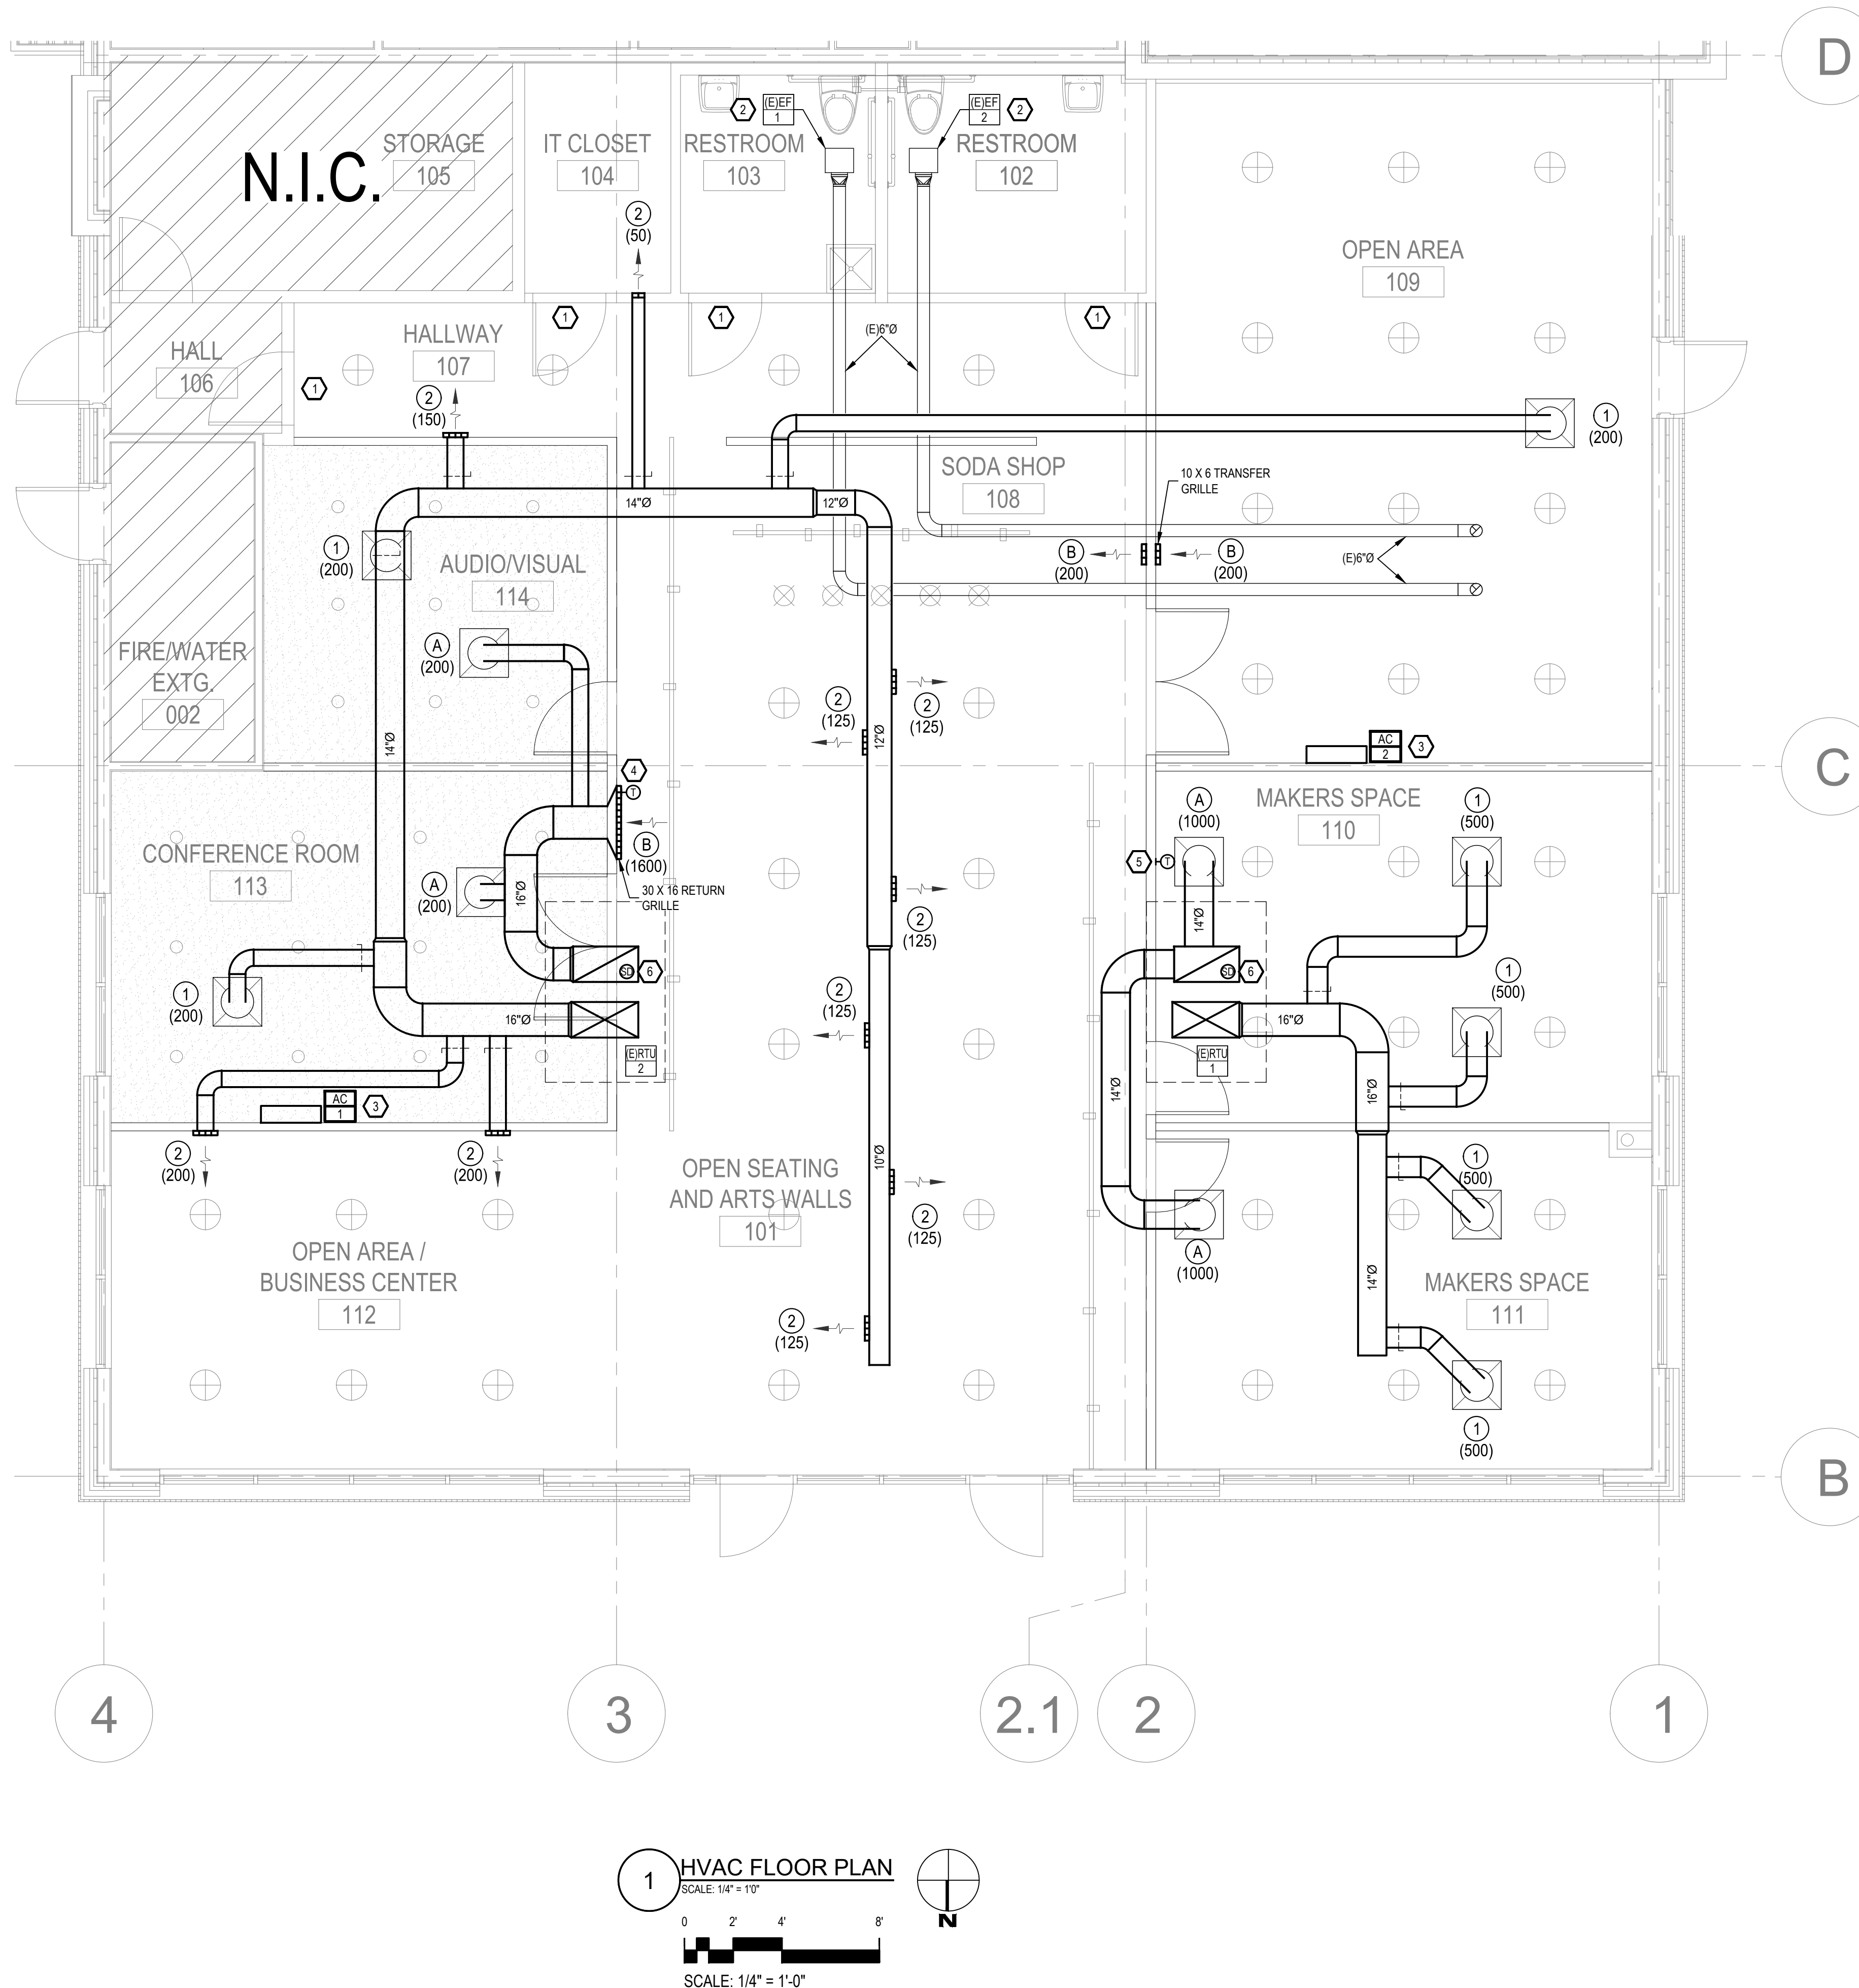 D
STORAGE
105
N.I.C.
IT CLOSET
104
2
(50)
RESTROOM
103
2
(E)EF
1
(E)EF
2
2
RESTROOM
102
OPEN AREA
109
HALL
106
1
HALLWAY
107
2
(150)
1
1
1
(E)6"Ø
1
(200)
SODA SHOP
108
10 X 6 TRANSFER
GRILLE
14"Ø
12"Ø
1
(200)
AUDIO/VISUAL
114
B
(200)
B
(200)
(E)6"Ø
FIRE/WATER
EXTG.
002
A
(200)
14"Ø
2
(125)
2
(125)
12"Ø
AC
2
3
C
4
T
B
(1600)
30 X 16 RETURN
GRILLE
CONFERENCE ROOM
113
A
(200)
16"Ø
2
(125)
MAKERS SPACE
110
A
(1000)
5
T
14"Ø
1
(500)
1
(500)
SD
6
SD
6
1
(200)
16"Ø
(E)RTU
2
2
(125)
(E)RTU
1
16"Ø
16"Ø
14"Ø
AC
1
3
2
(200)
2
(200)
OPEN SEATING
AND ARTS WALLS
101
10"Ø
2
(125)
2
(125)
A
(1000)
1
(500)
14"Ø
OPEN AREA /
BUSINESS CENTER
112
MAKERS SPACE
111
1
(500)
B
4
3
2.1
2
1
1
HVAC FLOOR PLAN
SCALE: 1/4" = 1'0"
N
0
2'
4'
8'
SCALE: 1/4" = 1'-0"